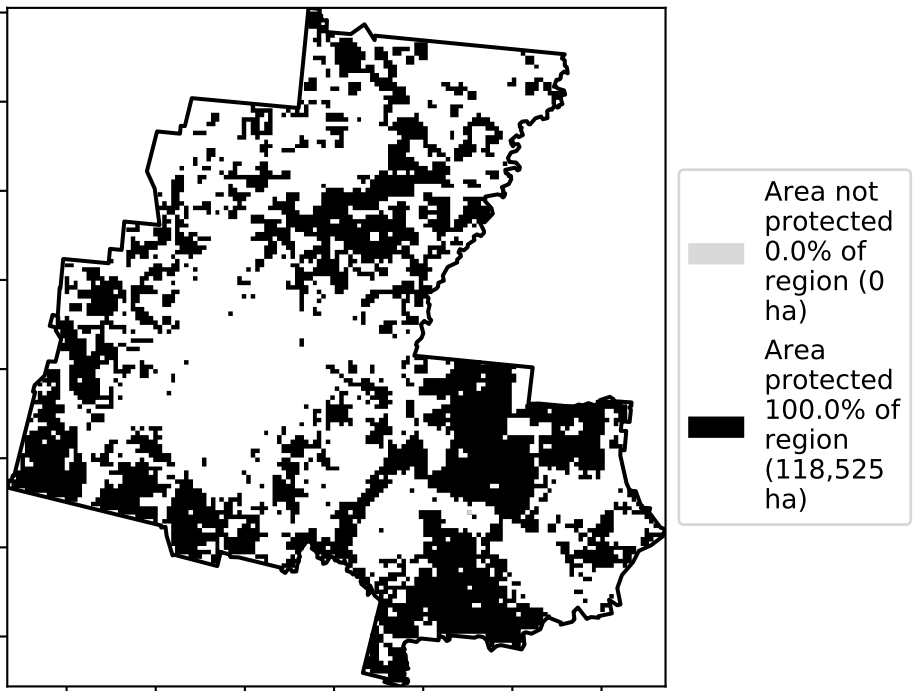 Area not
protected
0.0% of
region (0
ha)
Area
protected
100.0% of
region
(118,525
ha)